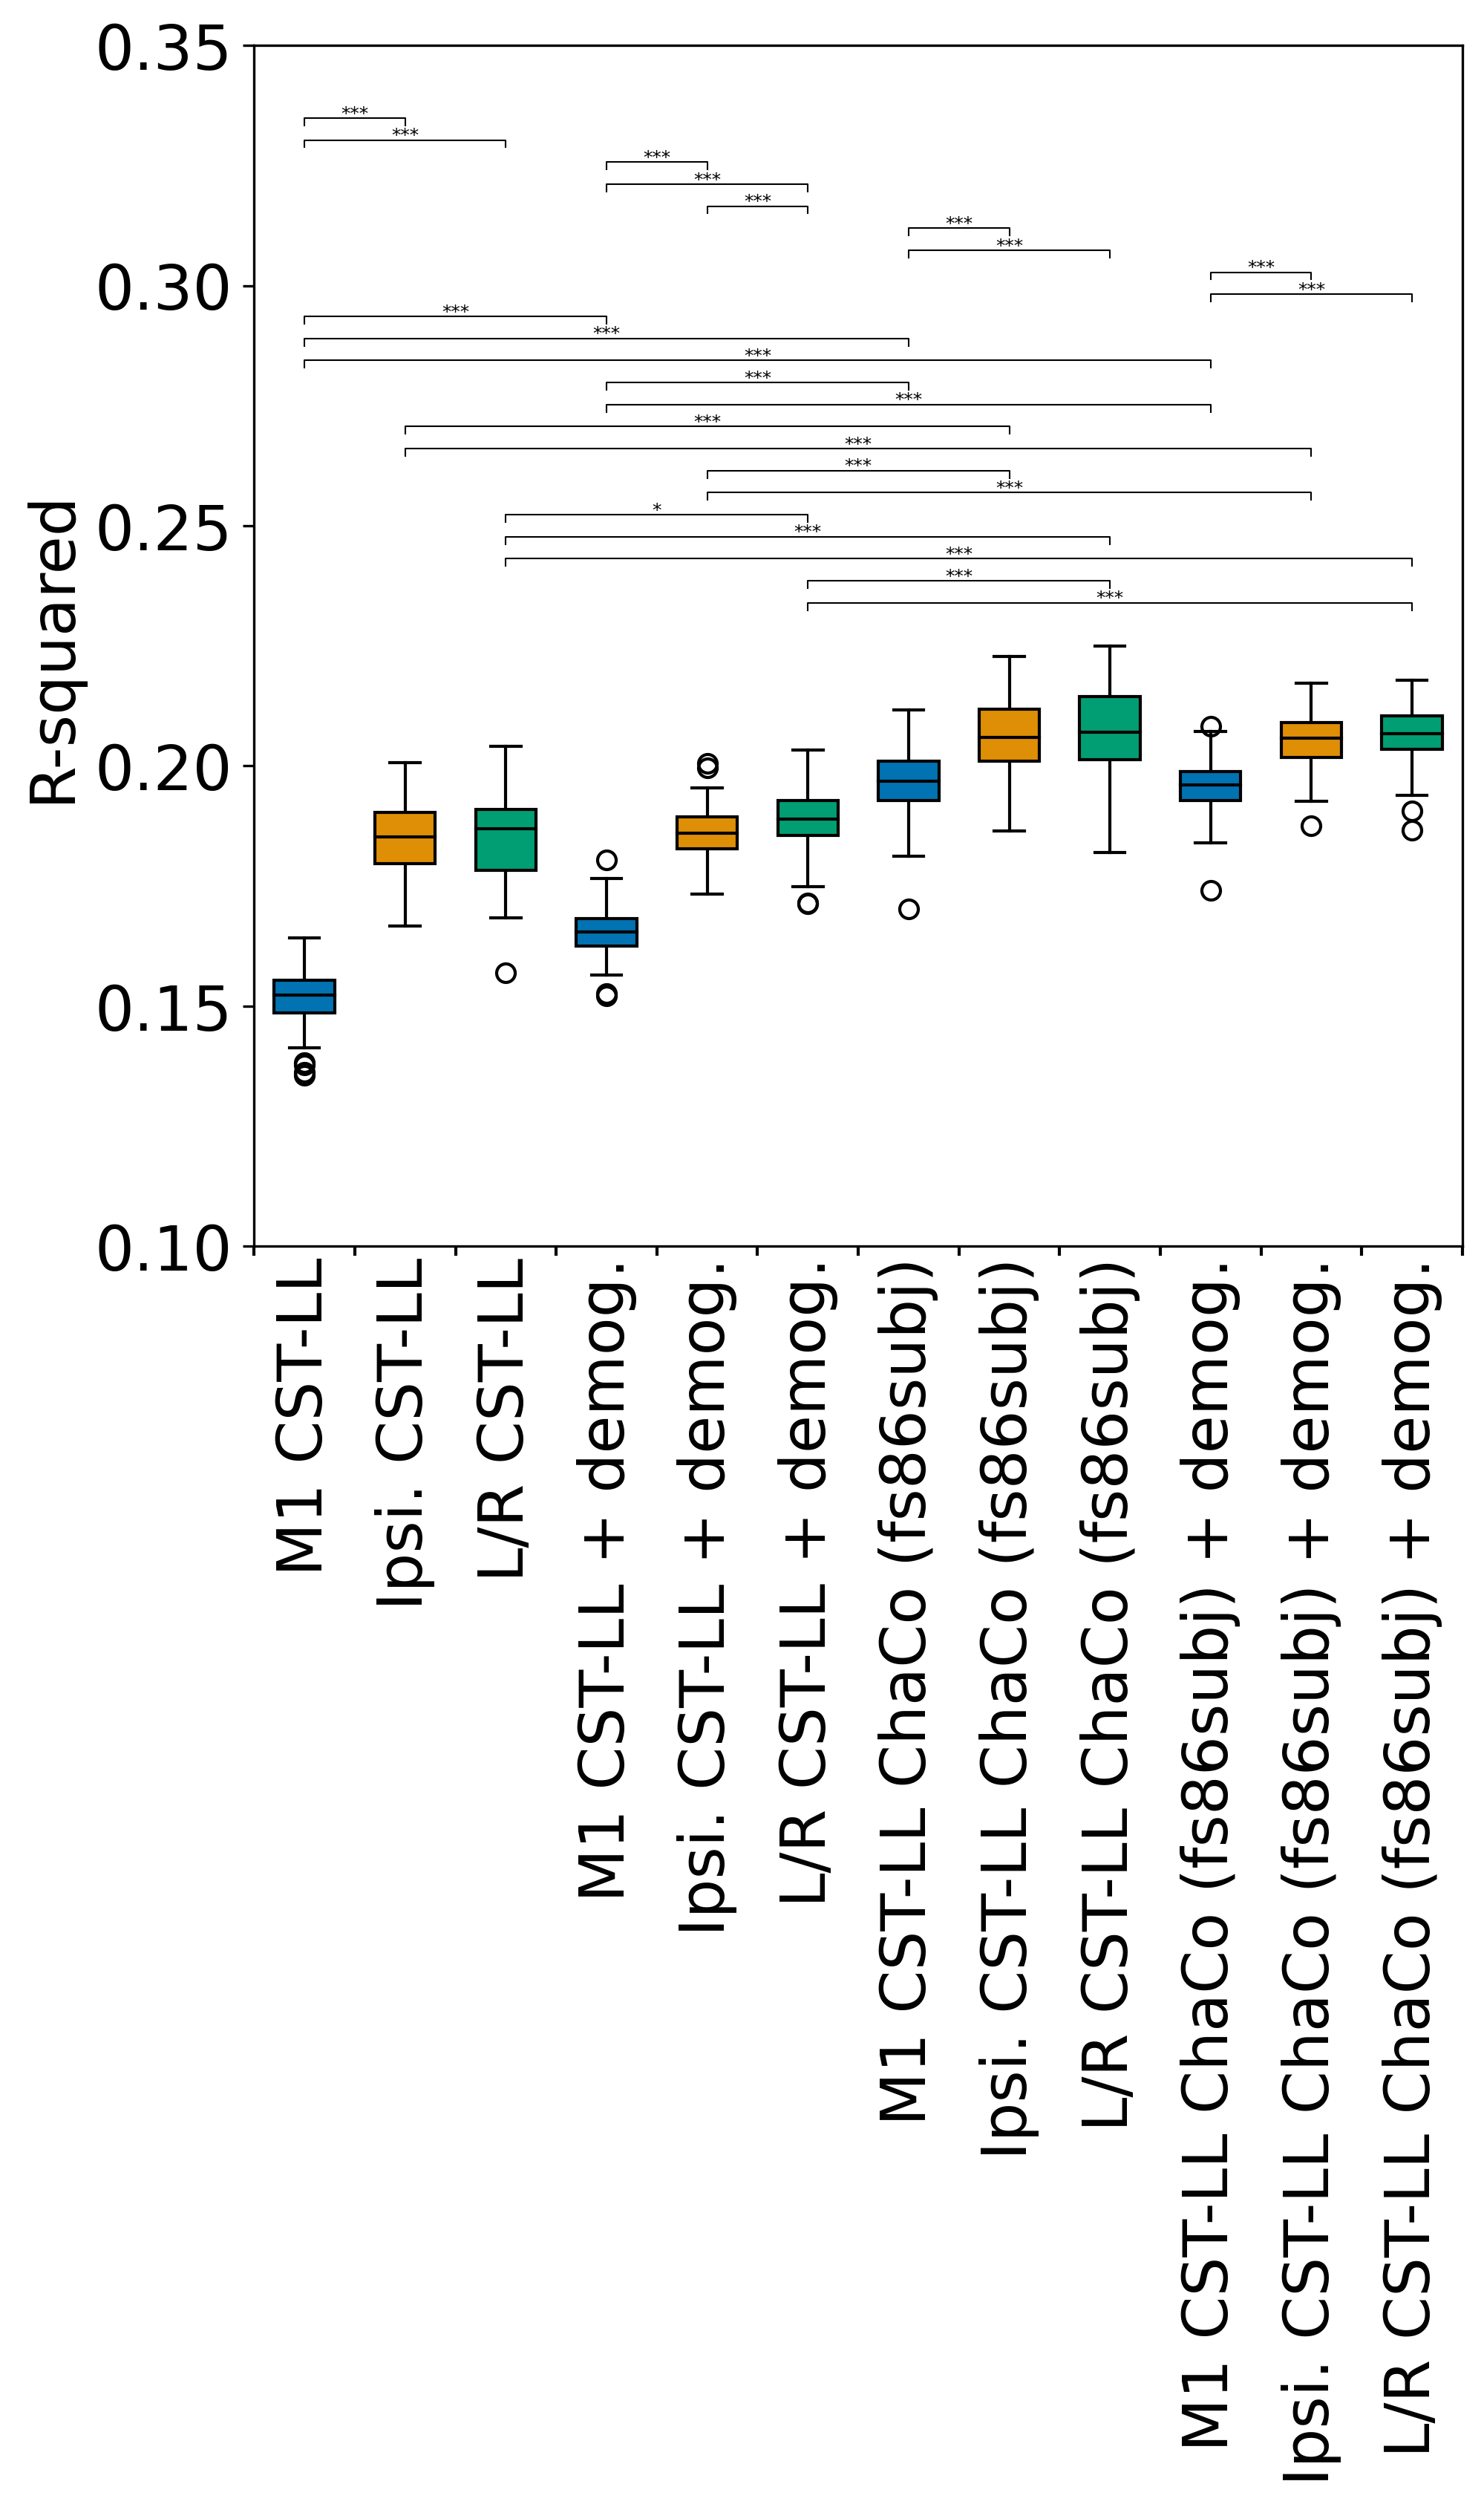 0.35
***
***
***
***
***
***
***
***
0.30
***
***
***
***
***
***
***
***
***
***
0.25
*
***
***
***
***
R-squared
0.20
0.15
0.10
M1 CST-LL
Ipsi. CST-LL
L/R CST-LL
M1 CST-LL + demog.
Ipsi. CST-LL + demog.
L/R CST-LL + demog.
M1 CST-LL ChaCo (fs86subj)
Ipsi. CST-LL ChaCo (fs86subj)
L/R CST-LL ChaCo (fs86subj)
M1 CST-LL ChaCo (fs86subj) + demog.
Ipsi. CST-LL ChaCo (fs86subj) + demog.
L/R CST-LL ChaCo (fs86subj) + demog.